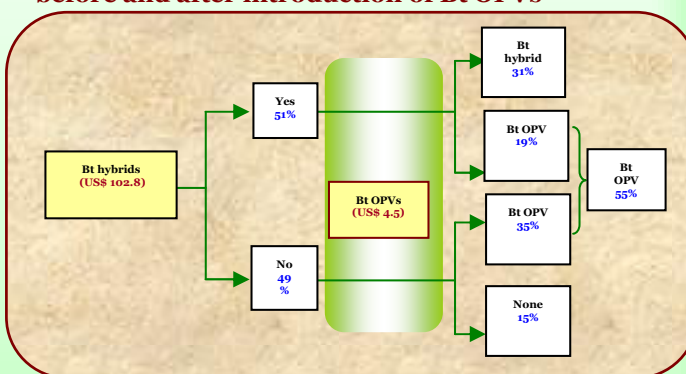 before and after introduction of Bt OPVs
Bt hybrids
(US$ 102.8)
Yes
51%
No
49
%
Bt OPVs
(US$ 4.5)
Bt
hybrid
31%
Bt OPV
19%
Bt OPV
35%
None
15%
Bt
OPV
55%